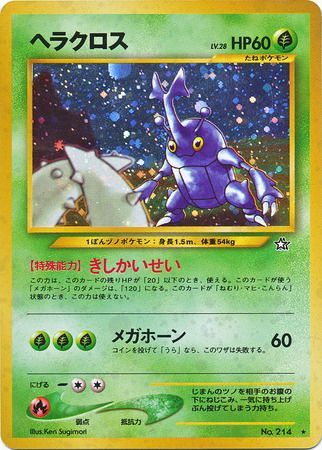 ヘラクロス LV.28 HP60
たねポケモン
1ぽんヅノポケモン：身長1.5m、体重54kg
【特殊能力】きしかいせい
この力は、このカードの残りHPが「20」以下のとき、使える。このカードが使う
「メガホーン」のダメージは、「120」になる。このカードが「ねむり・マヒ・こんらん」
状態のとき、この力は使えない。
メガホーン 60
コインを投げて「うら」なら、このワザは失敗する。
にげる
弱点 抵抗力
じまんのツノを相手のお腹
の下にねじこみ、一気に持ち上げ
ぶん投げてしまう力持ち。
Illus.Ken Sugimori
No.214